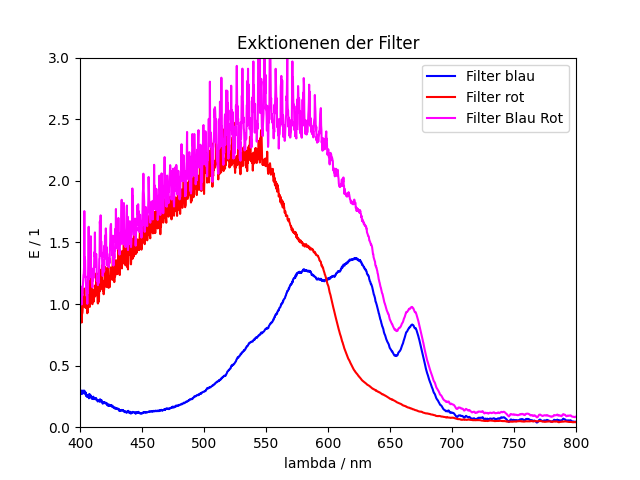 Exktionenen der Filter
3.0
2.5
2.0
1.5
1.0
0.5
0.0
E / 1
Filter blau
Filter rot
Filter Blau Rot
400 450 500 550 600 650 700 750 800
lambda / nm